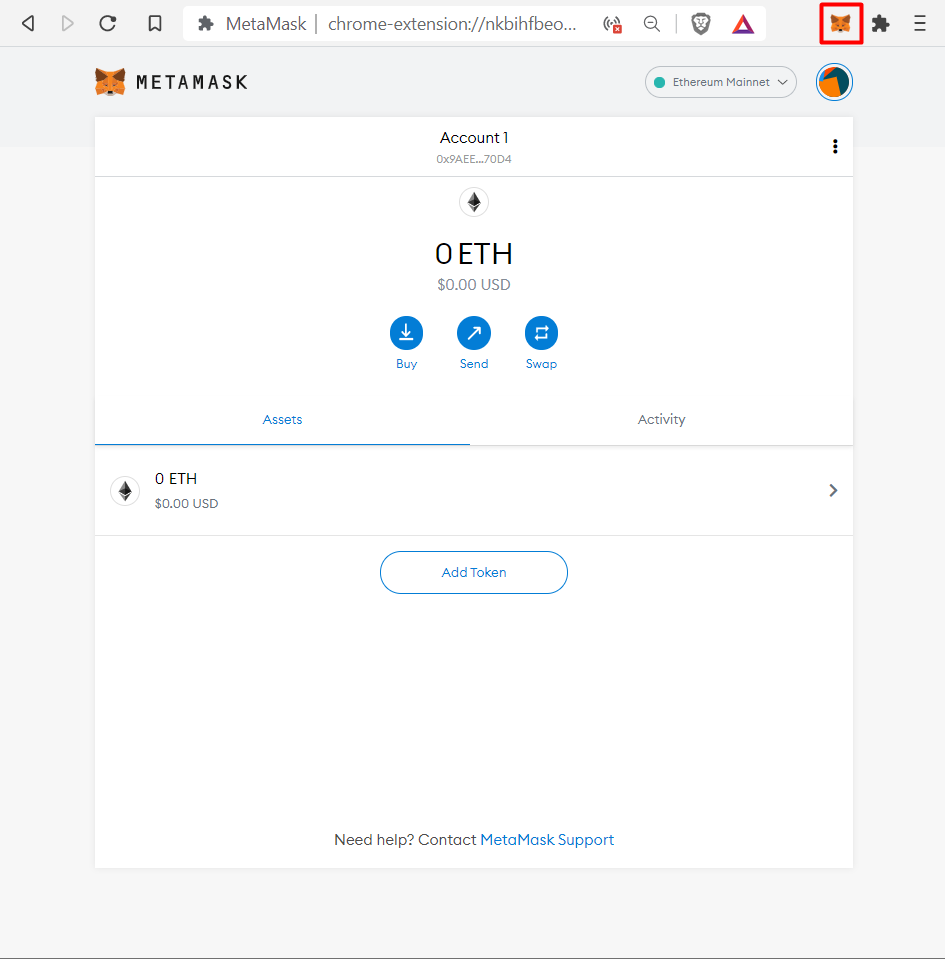 MetaMask | chrome-extension://nkbihfbeo...
METAMASK
Ethereum Mainnet
Account 1
0x9AEE...70D4
0 ETH
$0.00 USD
Buy Send Swap
Assets Activity
0 ETH
$0.00 USD
Add Token
Need help? Contact MetaMask Support